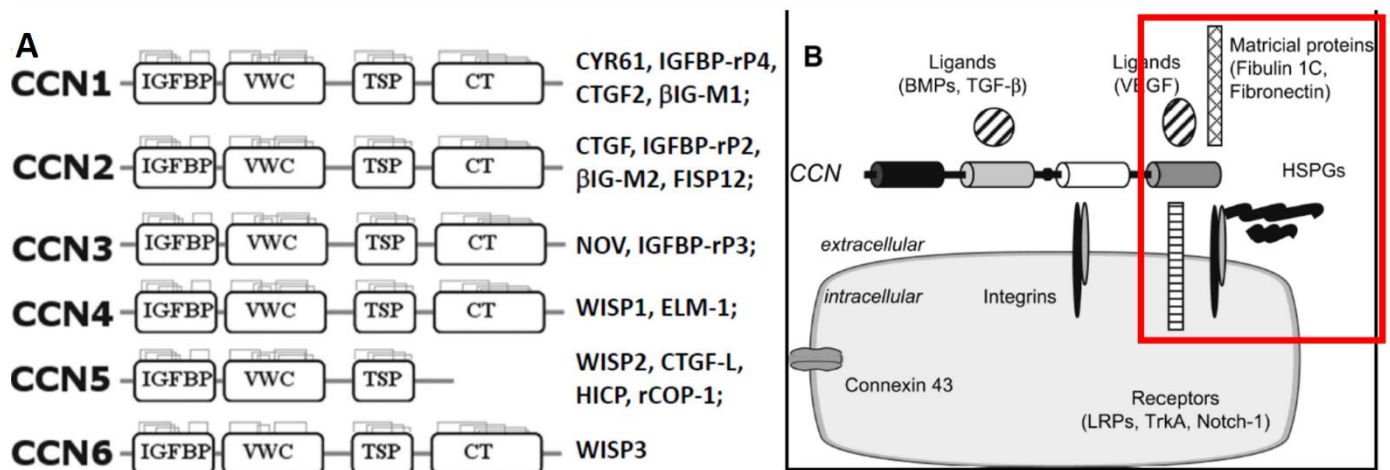 A
CCN1 IGFBP VWC TSP CT CYR61, IGFBP-rP4,
CTGF2, βIG-M1;
CCN2 IGFBP VWC TSP CT CTGF, IGFBP-rP2,
βIG-M2, FISP12;
CCN3 IGFBP VWC TSP CT NOV, IGFBP-rP3;
CCN4 IGFBP VWC TSP CT WISP1, ELM-1;
CCN5 IGFBP VWC TSP WISP2, CTGF-L,
HICP, rCOP-1;
CCN6 IGFBP VWC TSP CT WISP3
B
Ligands
(BMPs, TGF-β)
Ligands
(VEGF)
Matricial proteins
(Fibulin 1C,
Fibronectin)
CCN
HSPGs
extracellular
intracellular
Integrins
Connexin 43
Receptors
(LRPs, TrkA, Notch-1)